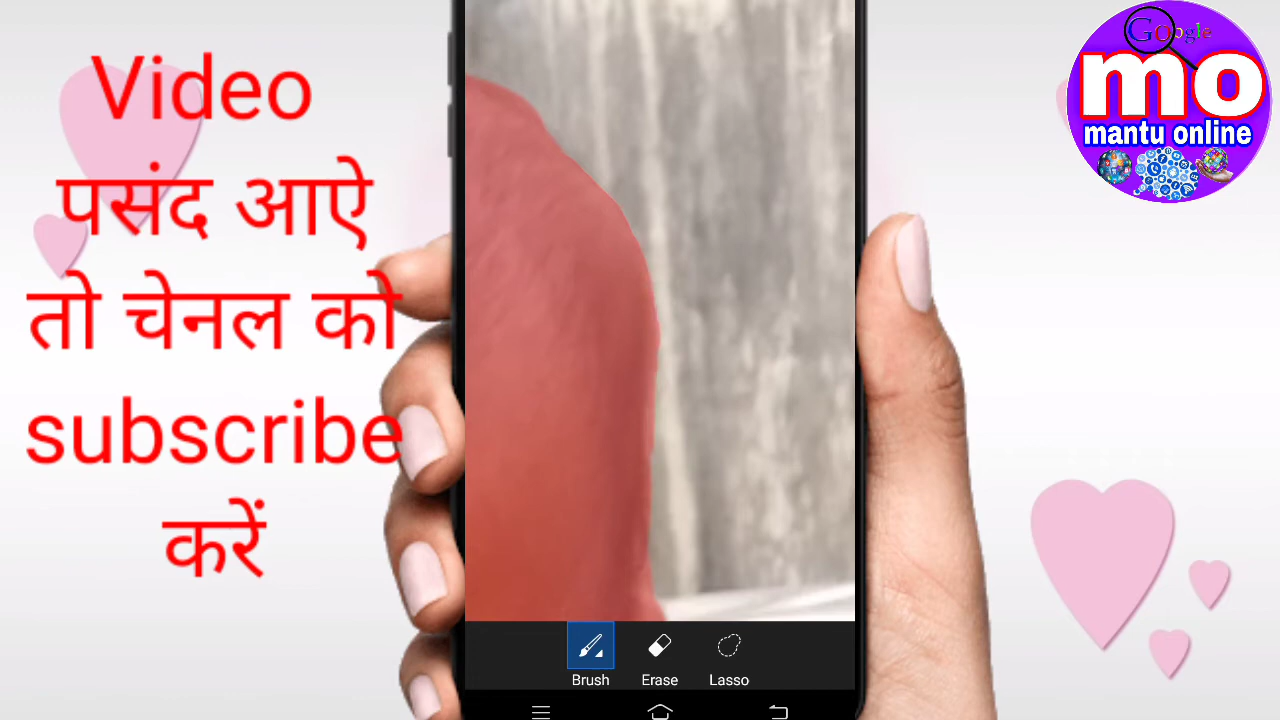 Video
पसंद आऐ
तो चेनल को
subscribe
करें
Google
mo
mantu online
Brush Erase Lasso